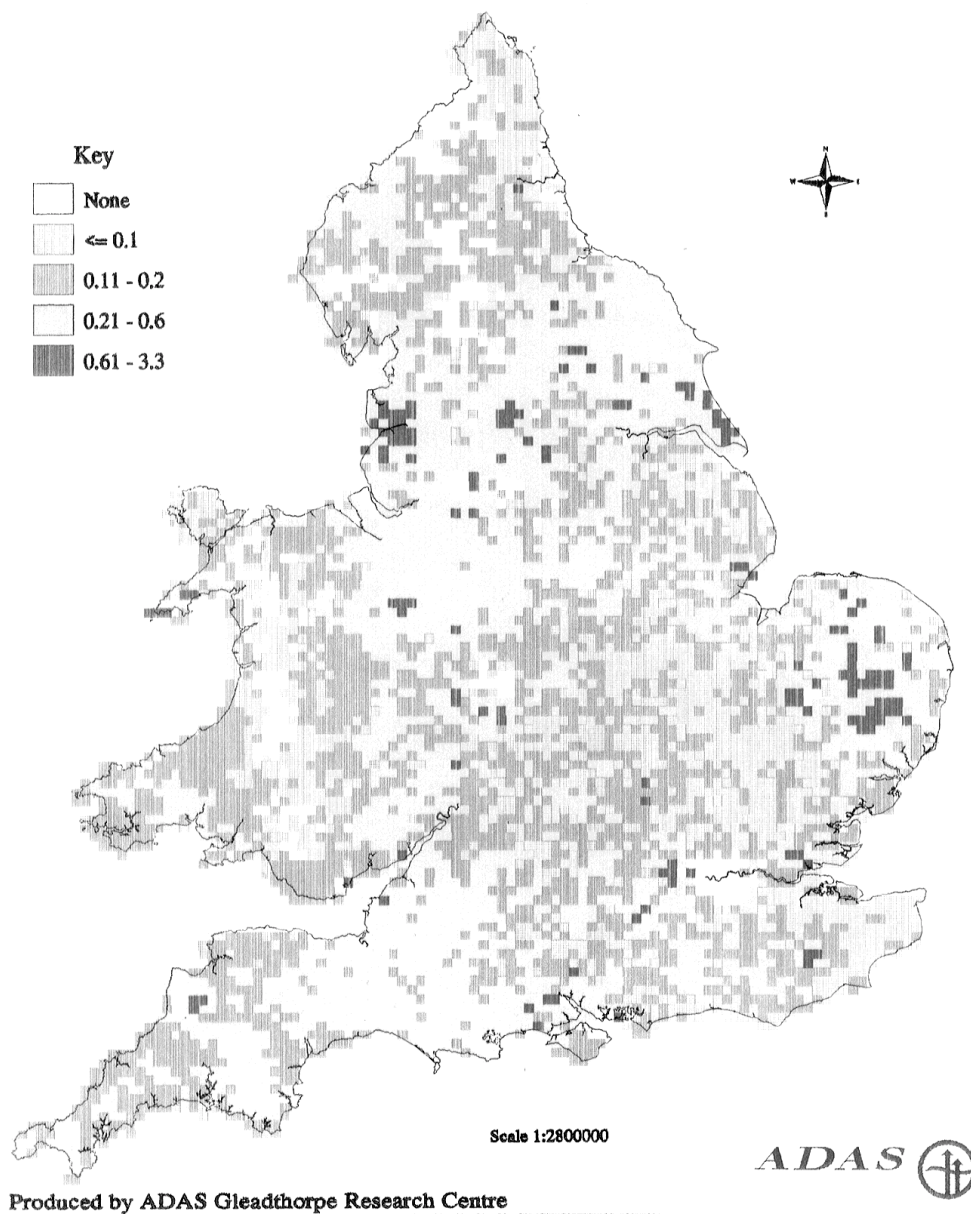 N
W
E
Key
None
<= 0.1
0.11 - 0.2
0.21 - 0.6
0.61 - 3.3
Scale 1:2800000
ADAS
Produced by ADAS Gleadthorpe Research Centre